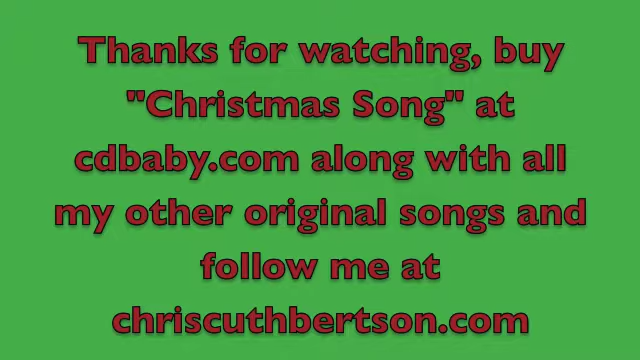 Thanks for watching, buy
"Christmas Song" at
cdbaby.com along with all
my other original songs and
follow me at
chriscuthbertson.com